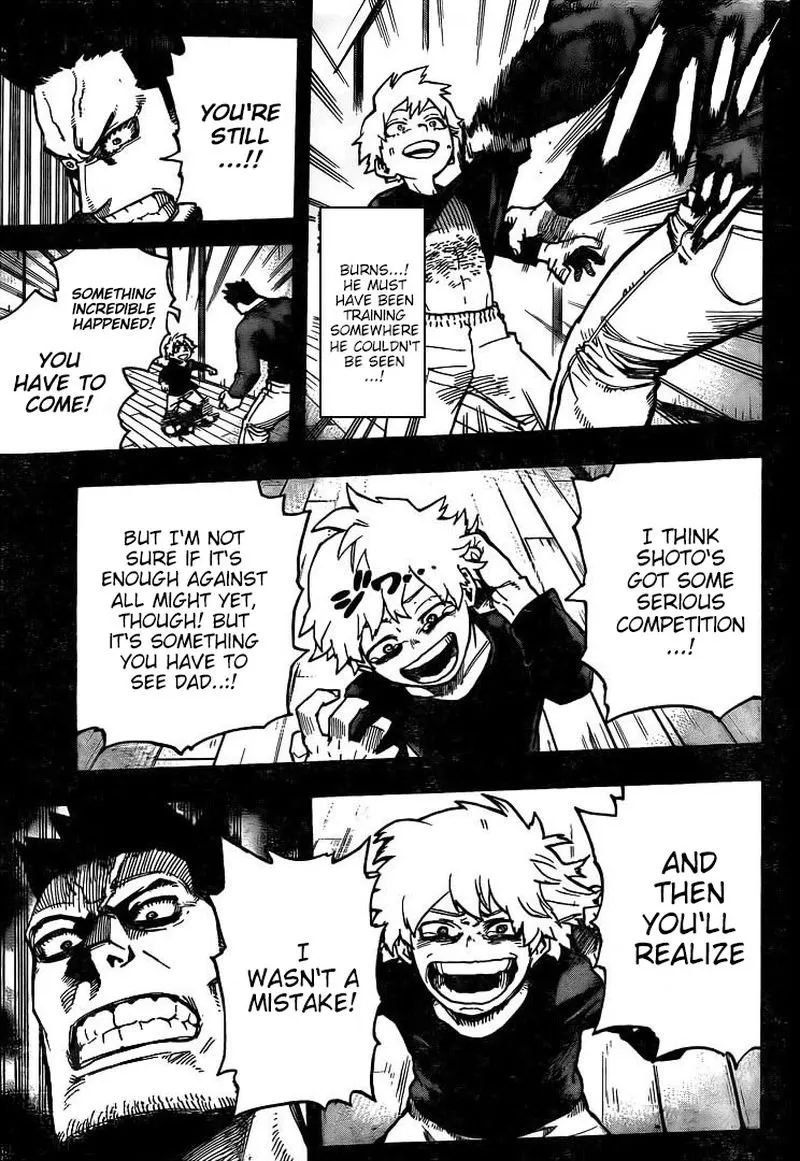 BURNS...!
HE MUST
HAVE BEEN
TRAINING
SOMEWHERE
HE COULDN'T
BE SEEN
...!
YOU'RE
STILL
...!!
SOMETHING
INCREDIBLE
HAPPENED!
YOU
HAVE TO
COME!
I THINK
SHOTO'S
GOT SOME
SERIOUS
COMPETITION
...!
ジワ…
BUT I'M NOT
SURE IF IT'S
ENOUGH AGAINST
ALL MIGHT YET,
THOUGH! BUT
IT'S SOMETHING
YOU HAVE TO
SEE DAD..:!
AND
THEN
YOU'LL
REALIZE
I
WASN'T A
MISTAKE!